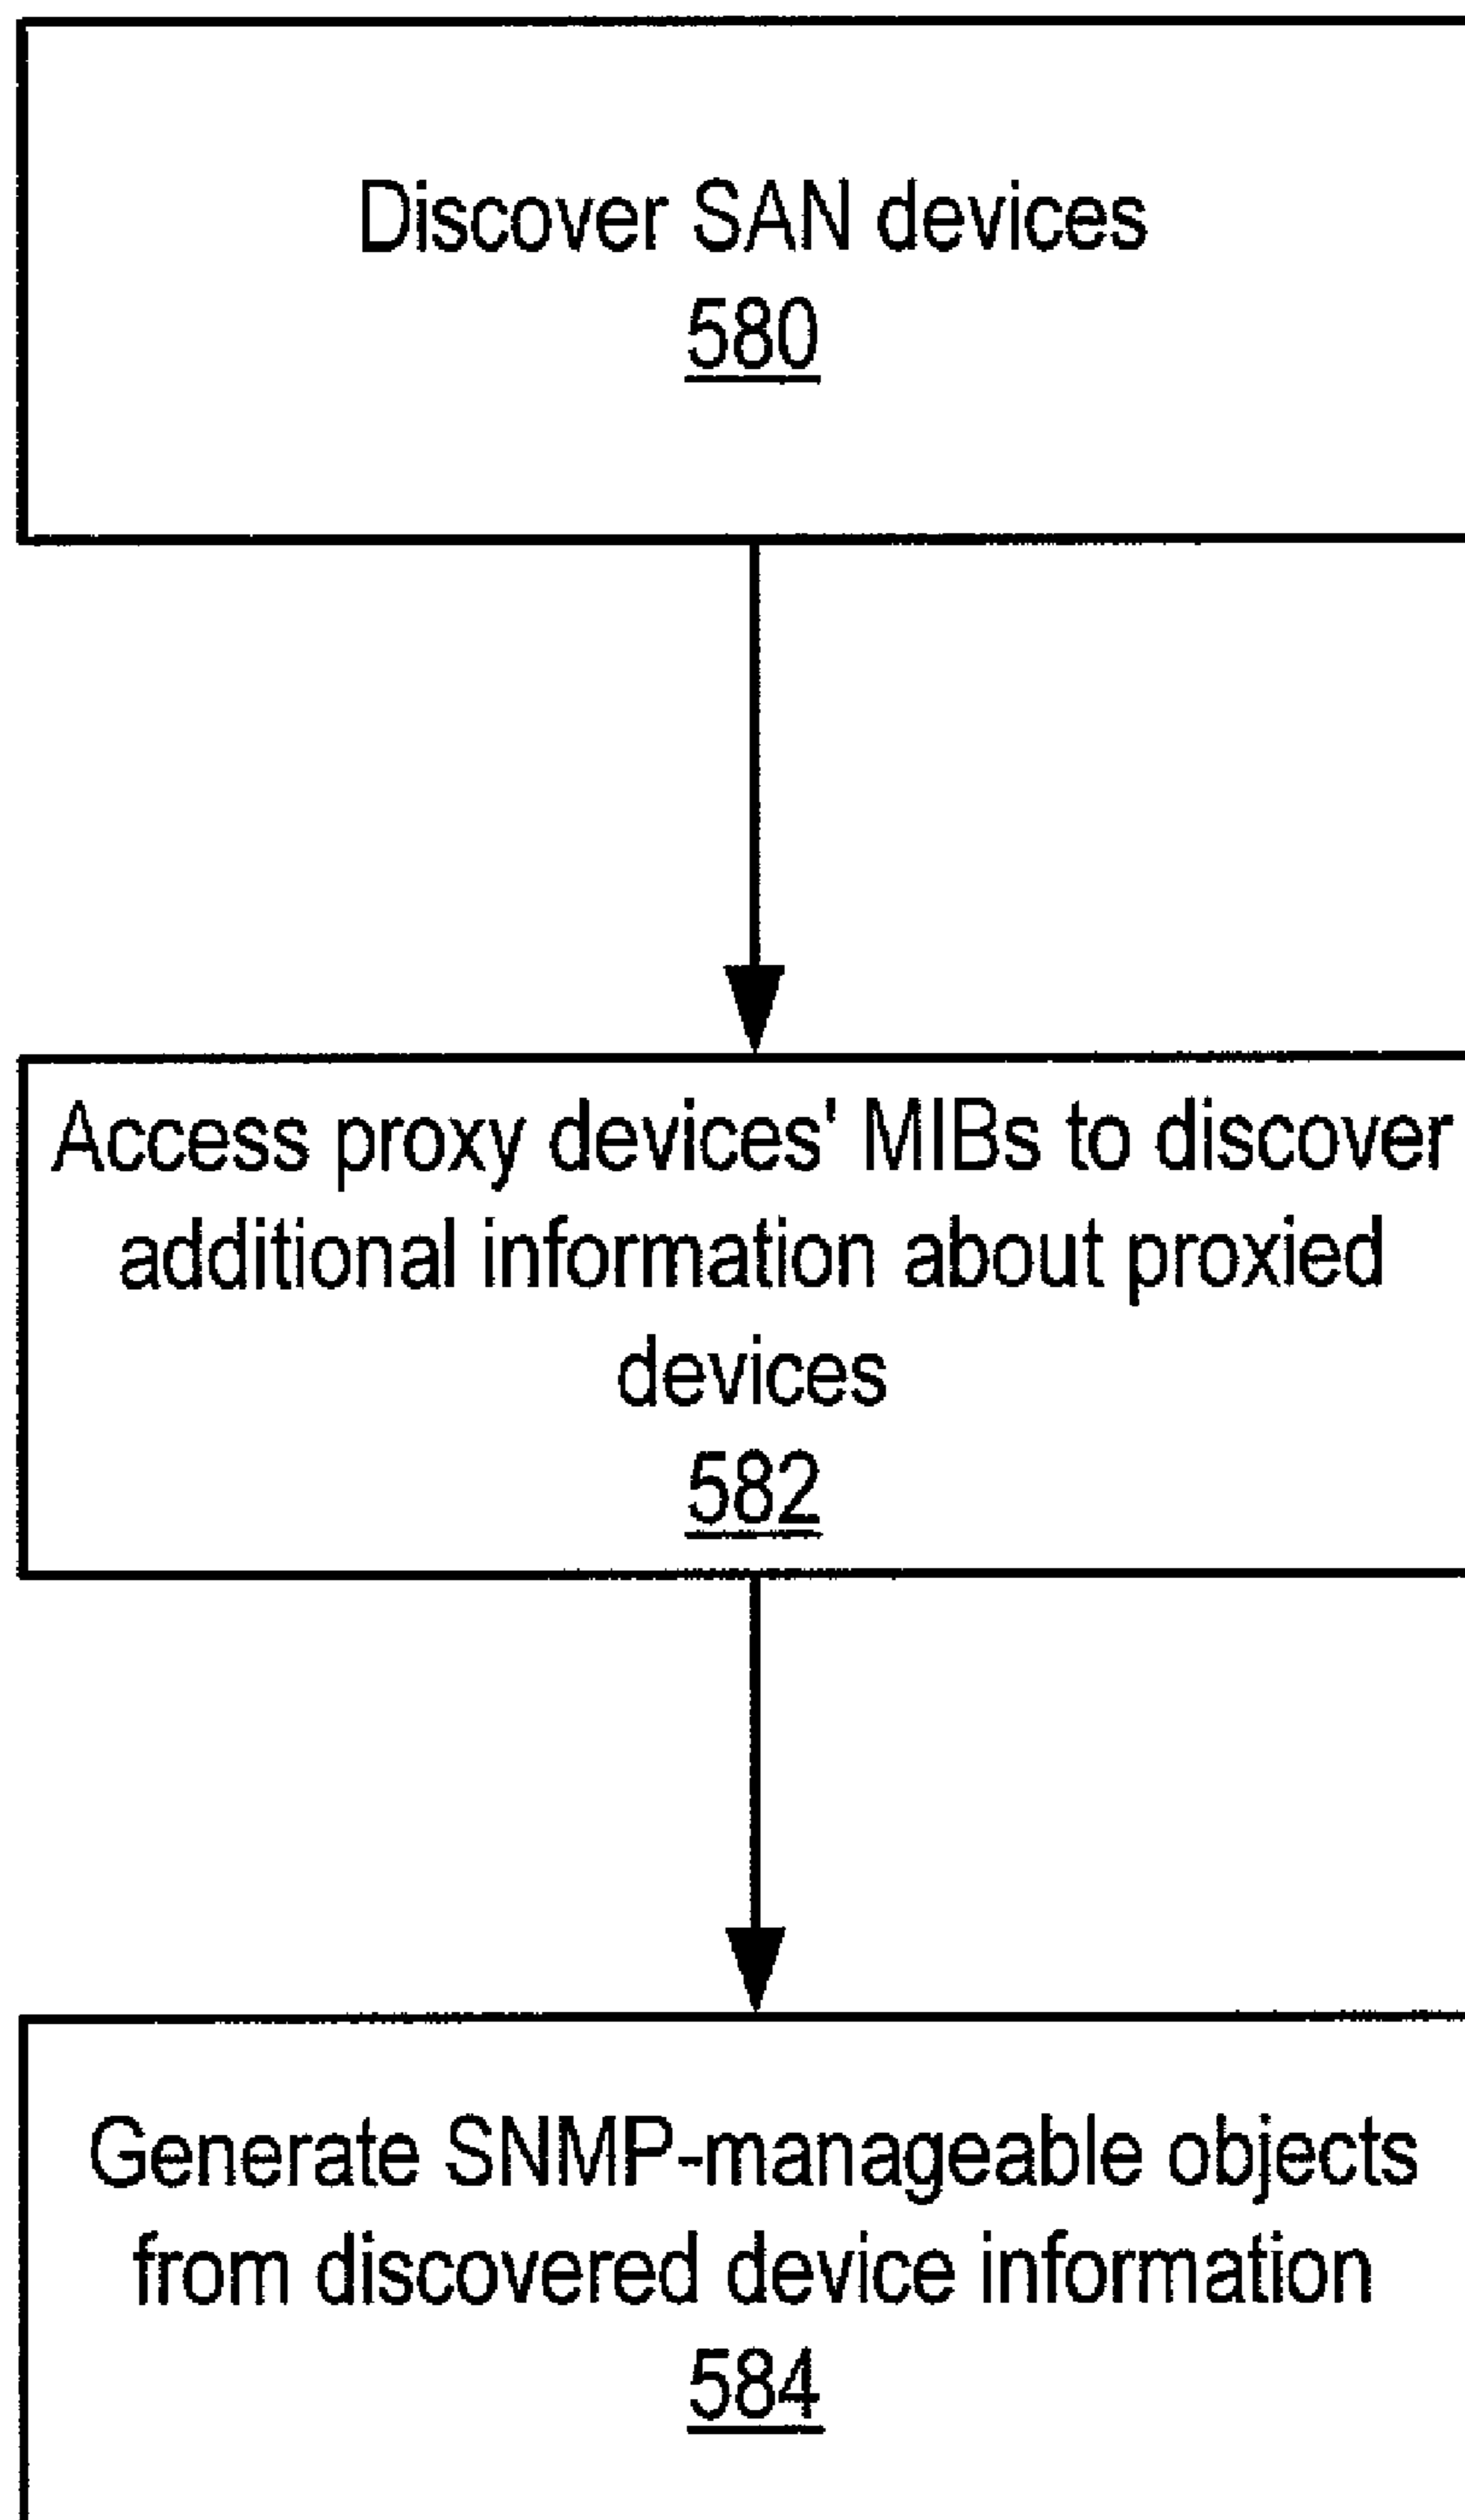 Discover SAN devices
580
Access proxy devices' MIBs to discover
additional information about proxied
devices
582
Generate SNMP-manageable objects
from discovered device information
584